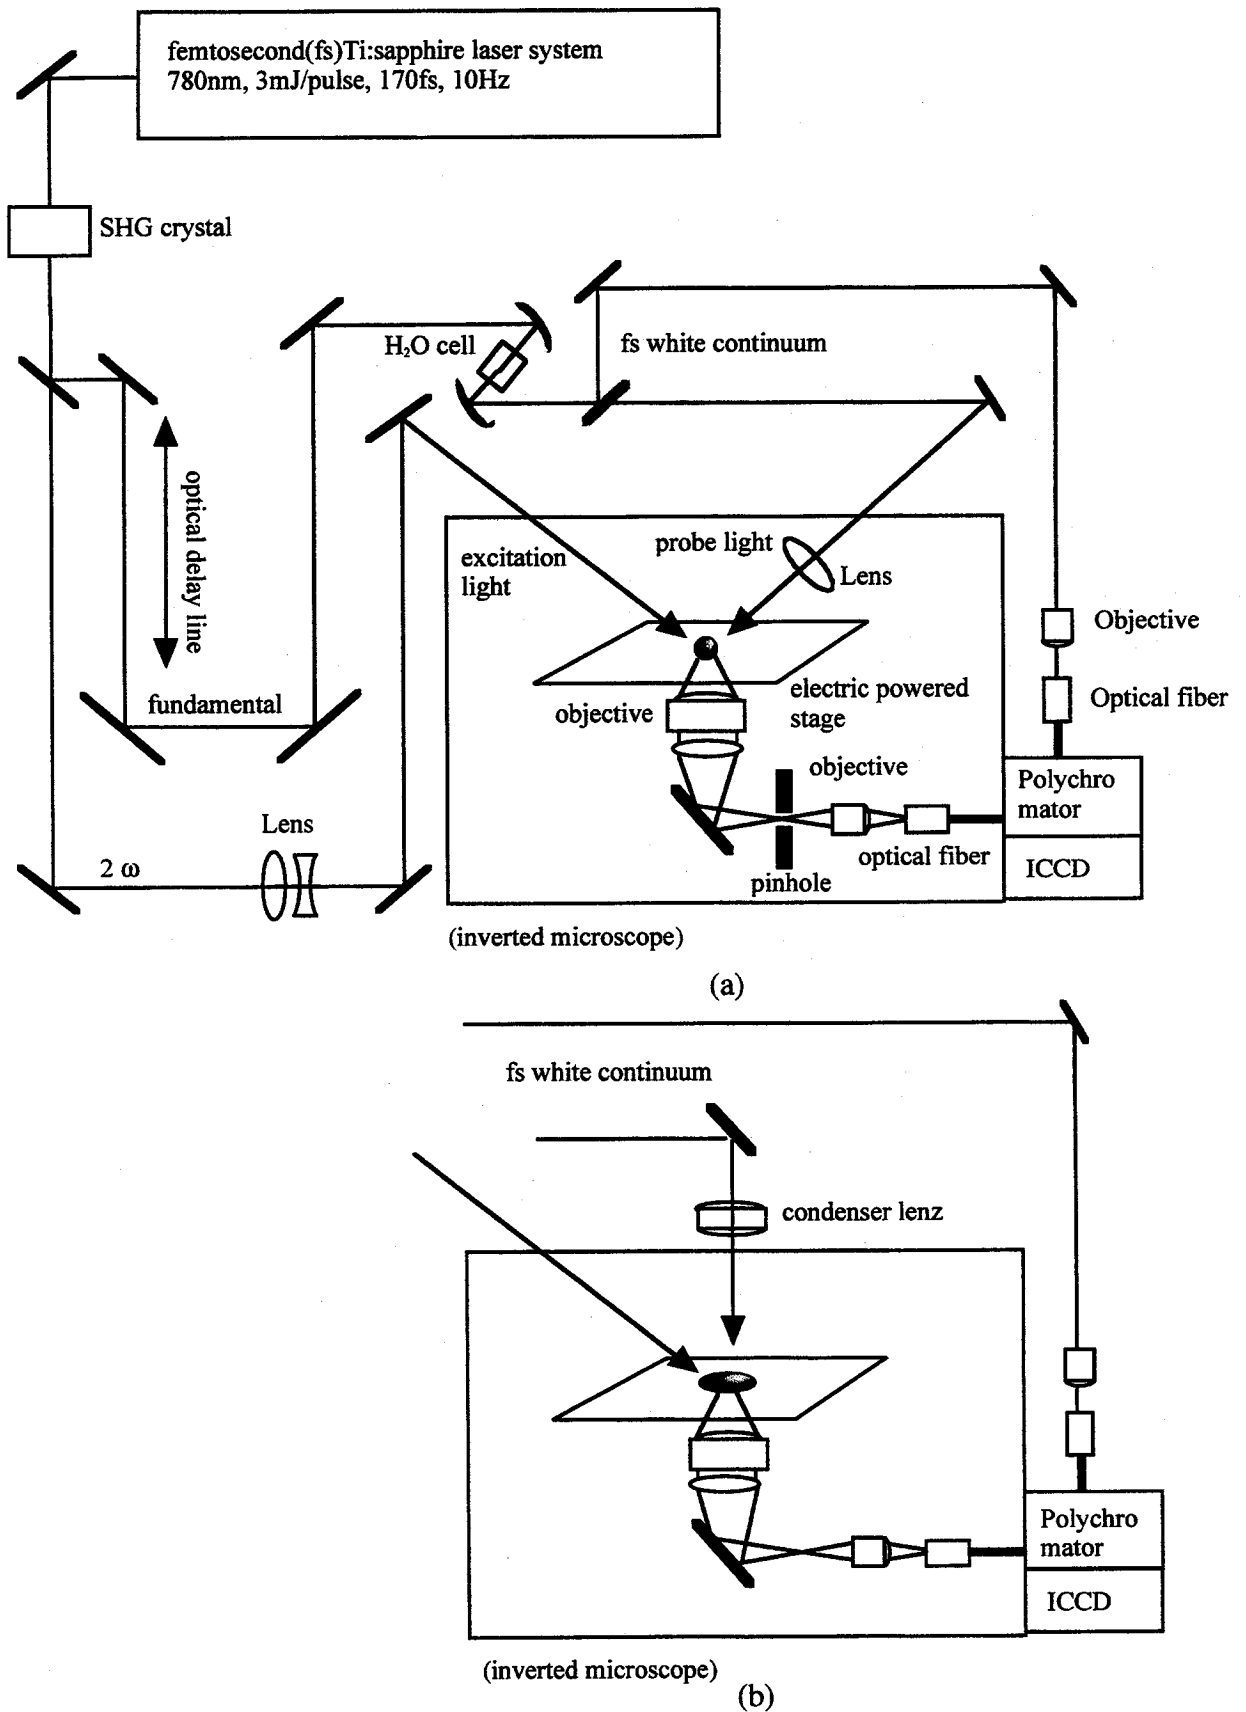 femtosecond(fs)Ti:sapphire laser system
780nm, 3mJ/pulse, 170fs, 10Hz
SHG crystal
H₂O cell
fs white continuum
optical delay line
probe light
excitation
light
Lens
Objective
fundamental
objective
electric powered
stage
Optical fiber
objective
Polychro
mator
Lens
2 ω
optical fiber
ICCD
pinhole
(inverted microscope)
(a)
fs white continuum
condenser lenz
Polychro
mator
ICCD
(inverted microscope)
(b)